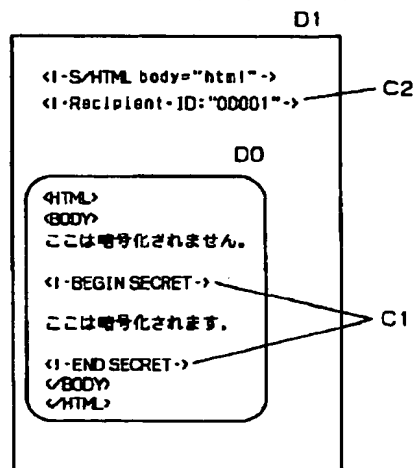 D1
<!-S/HTML body="html"->
<!-Recipient-ID:"00001"->
C2
D0
<HTML>
<BODY>
ここは暗号化されません。
<!-BEGIN SECRET->
ここは暗号化されます。
C1
<!-END SECRET->
</BODY>
</HTML>